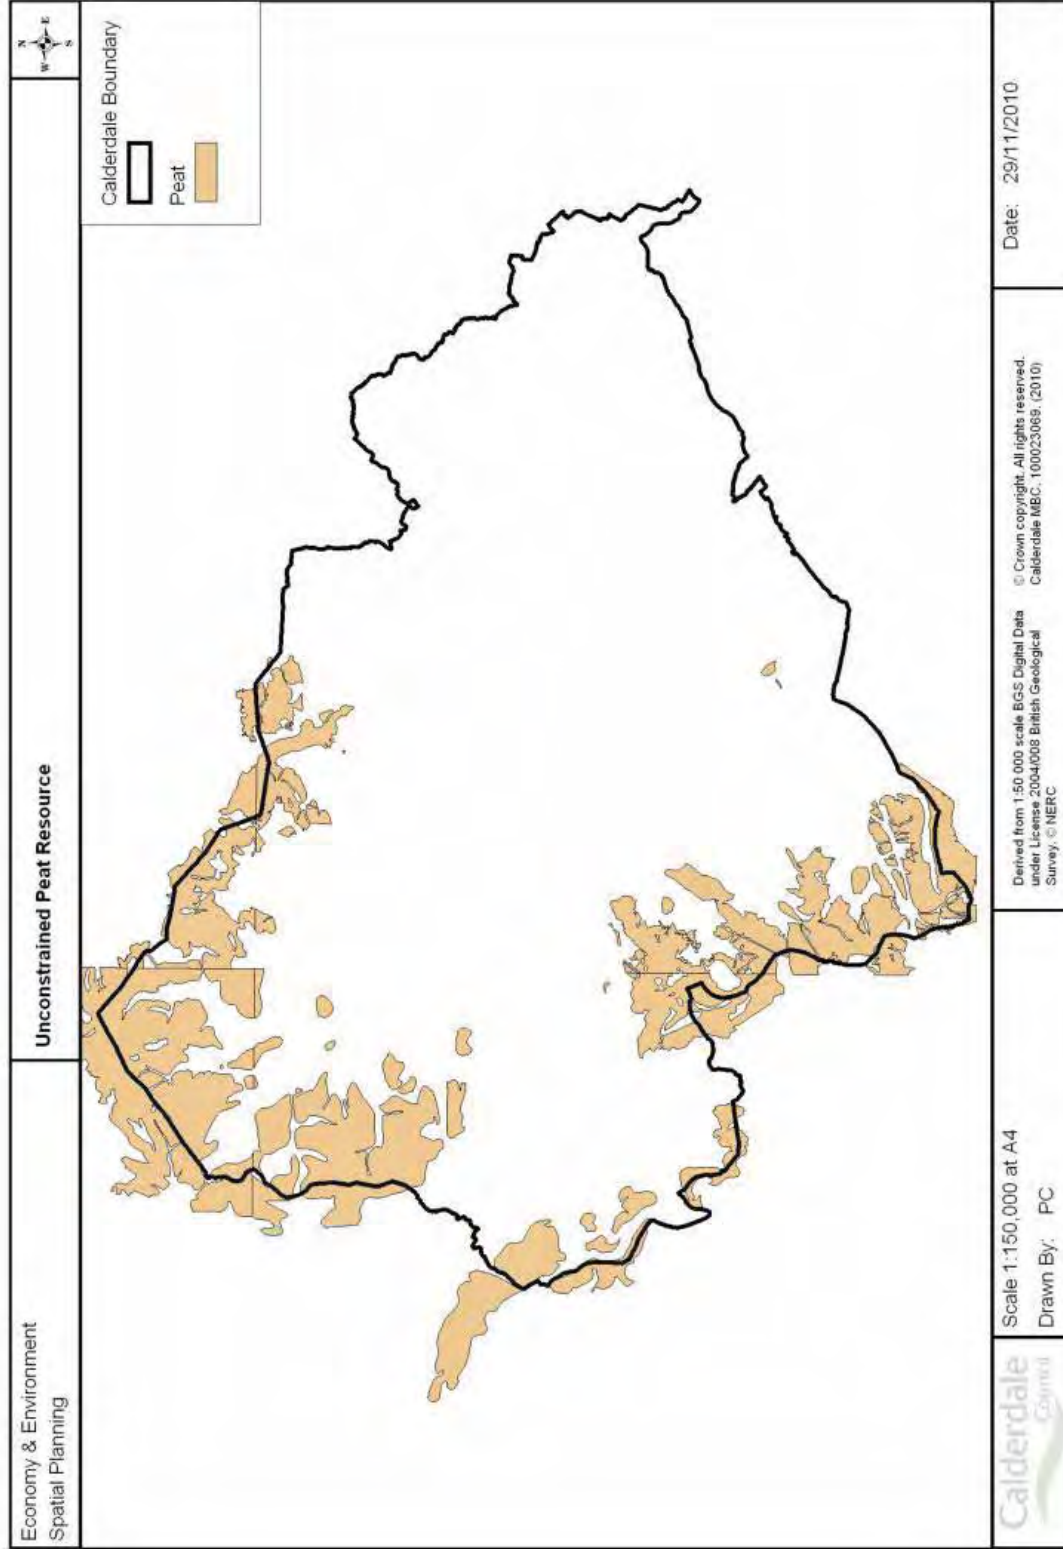 Economy & Environment
Spatial Planning
Unconstrained Peat Resource
N
W
E
S
Calderdale Boundary
Peat
Calderdale
Council
Scale 1:150,000 at A4
Drawn By: PC
Derived from 1:50 000 scale BGS Digital Data
under License 2004/008 British Geological
Survey. © NERC
© Crown copyright. All rights reserved.
Calderdale MBC. 100023069. (2010)
Date: 29/11/2010